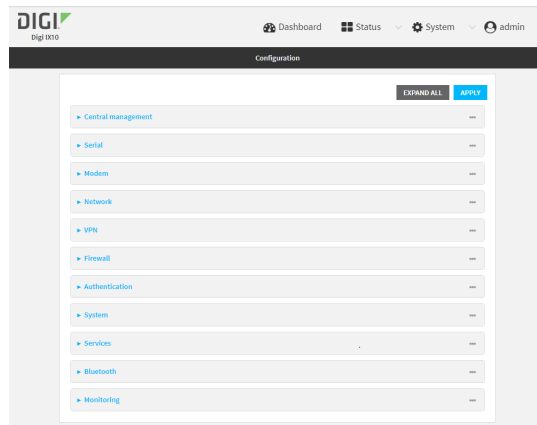 DIGI
Digi IX10
Dashboard Status System admin
Configuration
EXPAND ALL APPLY
Central management
Serial
Modem
Network
VPN
Firewall
Authentication
System
Services
Bluetooth
Monitoring